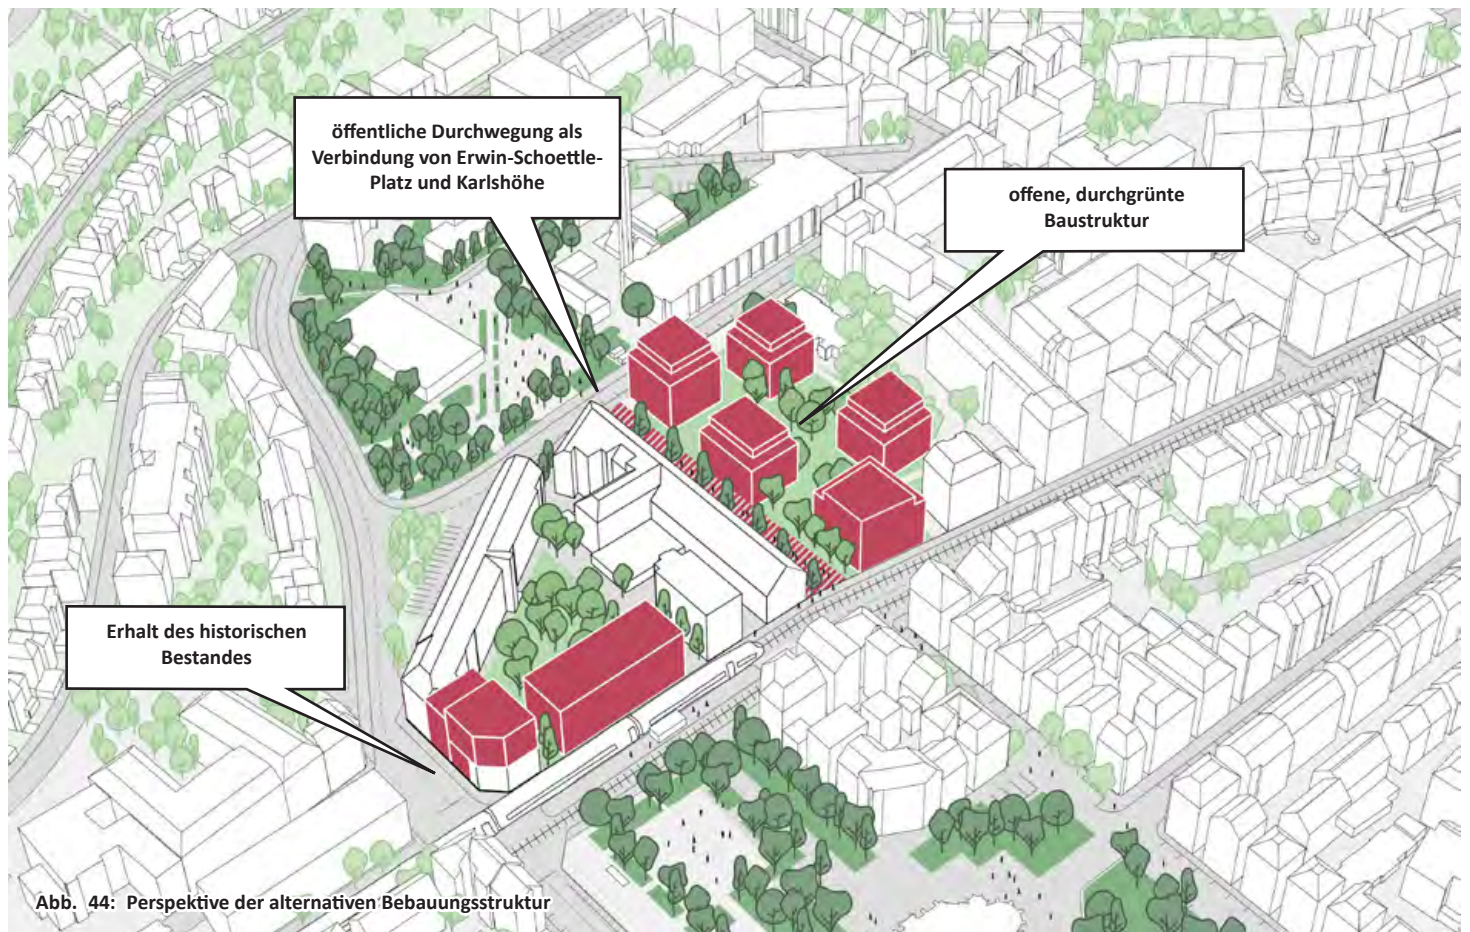 öffentliche Durchwegung als
Verbindung von Erwin-Schoettle-
Platz und Karlshöhe
offene, durchgrünte
Baustruktur
Erhalt des historischen
Bestandes
Abb. 44: Perspektive der alternativen Bebauungsstruktur